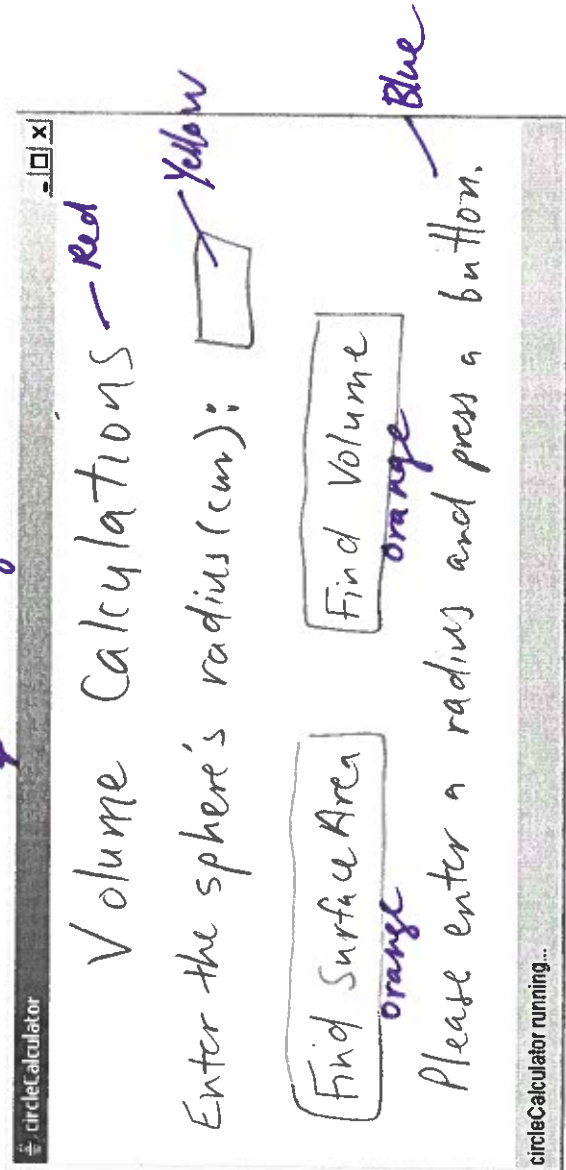 circleCalculator
Volume Calculations - Red
Enter the sphere's radius (cm): Yellow
Find Surface Area Find Volume
Orange Orange
Please enter a radius and press a button. Blue
circleCalculator running...